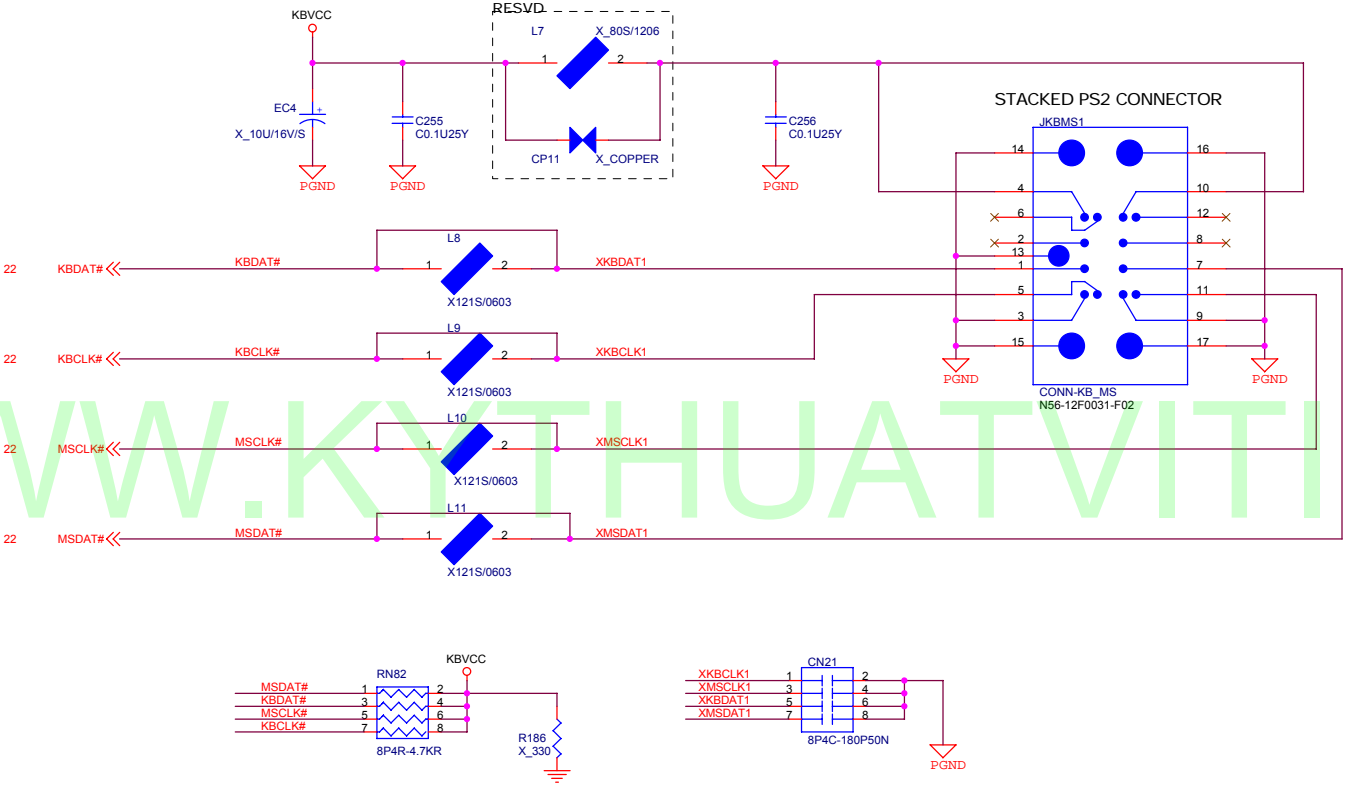 RESVD
KBVCC
L7
X_80S/1206
1
2
EC4
+
X_10U/16V/S
C255
C0.1U25Y
CP11
X_COPPER
C256
C0.1U25Y
PGND
PGND
PGND
STACKED PS2 CONNECTOR
JKBMS1
14
16
4
10
6
12
2
8
13
1
7
5
11
3
9
15
17
PGND
PGND
CONN-KB_MS
N56-12F0031-F02
22
KBDAT#
KBDAT#
L8
1
2
X121S/0603
XKBDAT1
22
KBCLK#
KBCLK#
L9
1
2
X121S/0603
XKBCLK1
22
MSCLK#
MSCLK#
L10
1
2
X121S/0603
XMSCLK1
22
MSDAT#
MSDAT#
L11
1
2
X121S/0603
XMSDAT1
WW.KYTHUATVITI
KBVCC
RN82
MSDAT#
1
2
KBDAT#
3
4
MSCLK#
5
6
KBCLK#
7
8
8P4R-4.7KR
R186
X_330
CN21
XKBCLK1
1
2
XMSCLK1
3
4
XKBDAT1
5
6
XMSDAT1
7
8
8P4C-180P50N
PGND